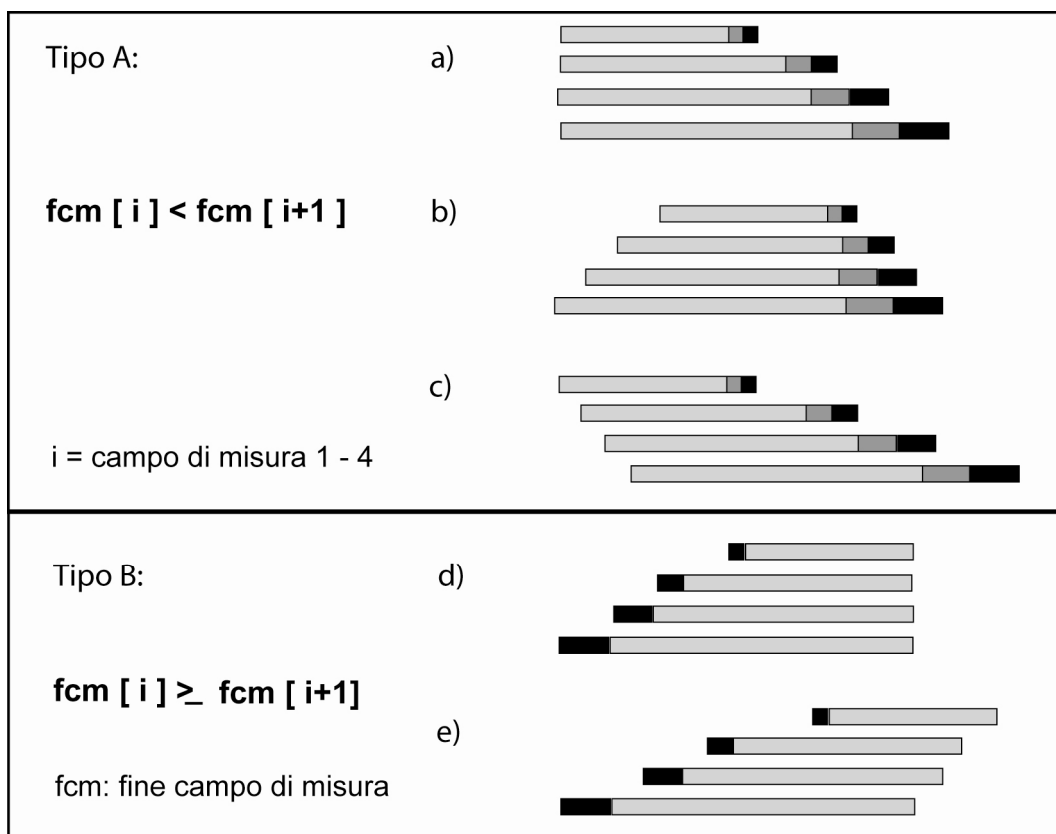 Tipo A:
a)
fcm [ i ] < fcm [ i+1 ]
b)
c)
i = campo di misura 1 - 4
Tipo B:
d)
fcm [ i ] >_ fcm [ i+1]
e)
fcm: fine campo di misura